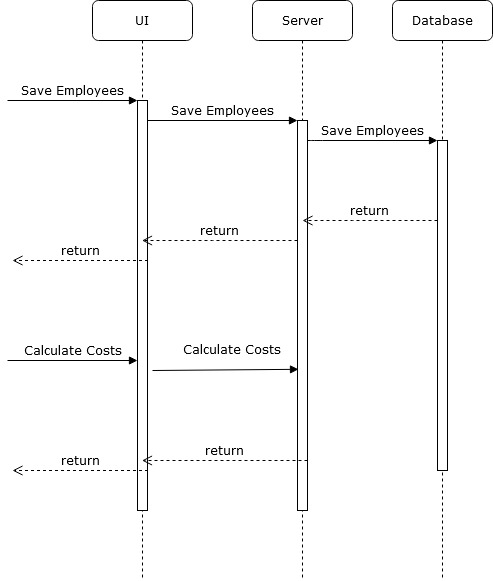 UI
Server
Database
Save Employees
Save Employees
Save Employees
return
return
return
Calculate Costs
Calculate Costs
return
return